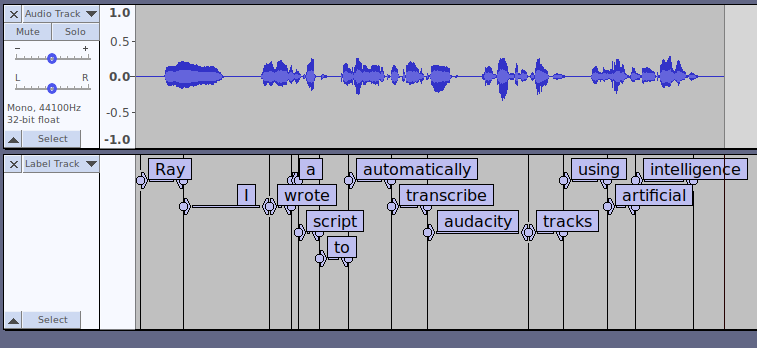 Audio Track
Mute Solo
- +
L R
Mono, 44100Hz
32-bit float
Select
1.0
0.5
0.0
-0.5
-1.0
Label Track
Select
Ray a automatically using intelligence
I wrote transcribe artificial
script audacity tracks
to